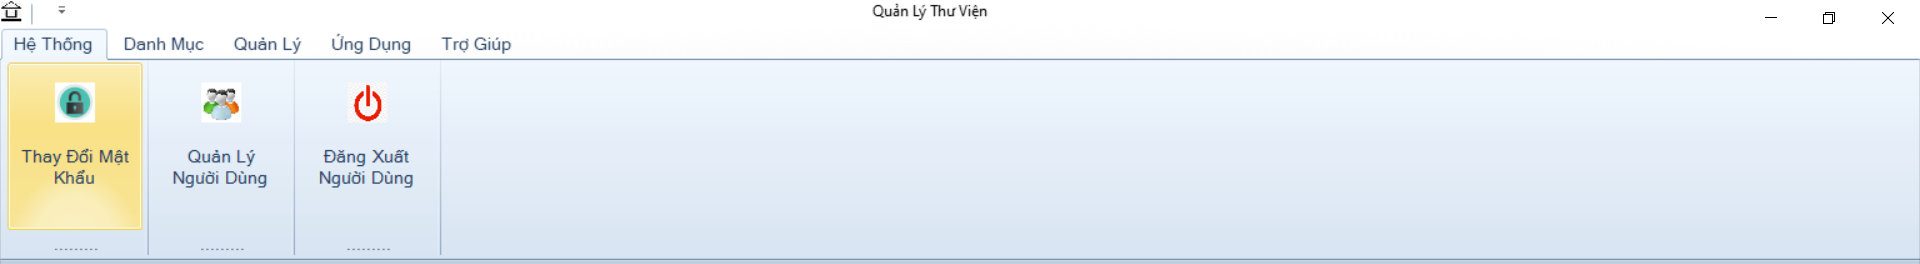 Quản Lý Thư Viện
Hệ Thống Danh Mục Quản Lý Ứng Dụng Trợ Giúp
Thay Đổi Mật
Khẩu
Quản Lý
Người Dùng
Đăng Xuất
Người Dùng
.........
.........
.........